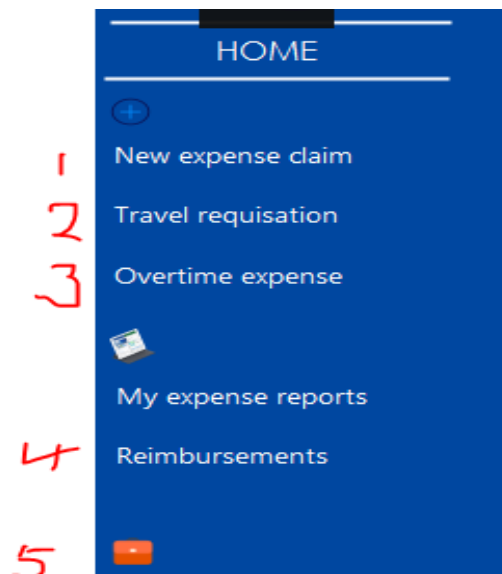 HOME
1 New expense claim
2 Travel requisation
3 Overtime expense
My expense reports
4 Reimbursements
5